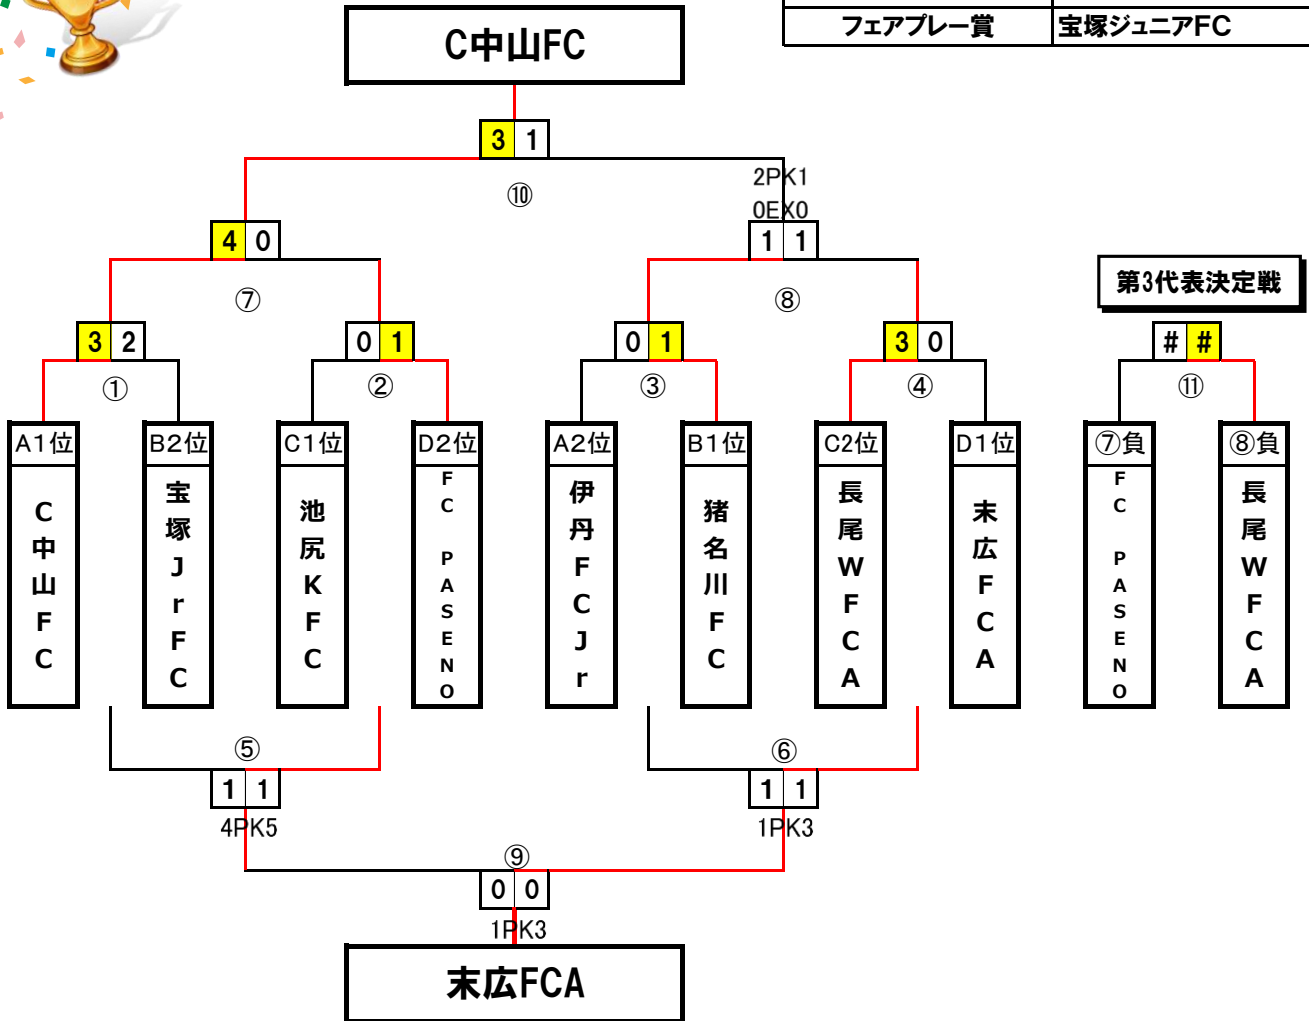 フェアプレー賞 宝塚ジュニアFC
C中山FC
3 1
⑩
2PK1
0EX0
4 0
1 1
⑦
⑧
第3代表決定戦
3 2
0 1
0 1
3 0
# #
①
②
③
④
⑪
A1位
B2位
C1位
D2位
A2位
B1位
C2位
D1位
⑦負
⑧負
C中山FC
宝塚JrFC
池尻KFC
FC PASENO
伊丹FCJr
猪名川FC
長尾WFCA
末広FCA
FC PASENO
長尾WFCA
⑤
⑥
1 1
1 1
4PK5
1PK3
⑨
0 0
1PK3
末広FCA